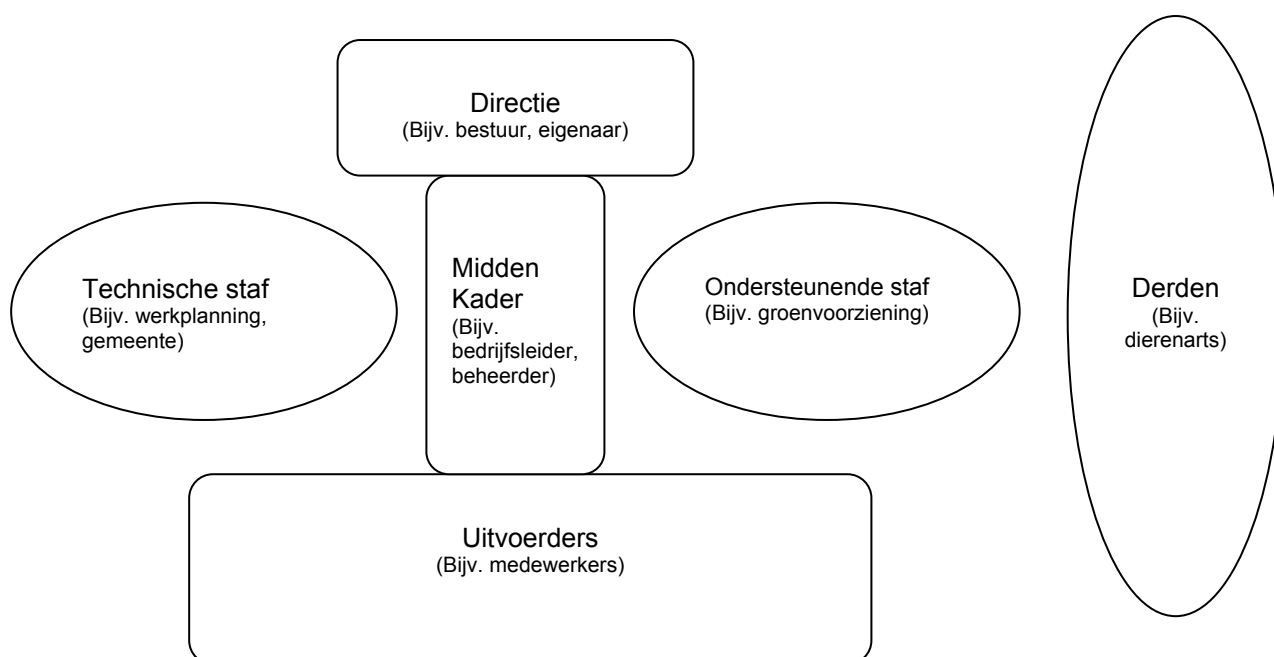 Directie
(Bijv. bestuur, eigenaar)
Technische staf
(Bijv. werkplanning,
gemeente)
Midden
Kader
(Bijv.
bedrijfsleider,
beheerder)
Ondersteunende staf
(Bijv. groenvoorziening)
Derden
(Bijv.
dierenarts)
Uitvoerders
(Bijv. medewerkers)